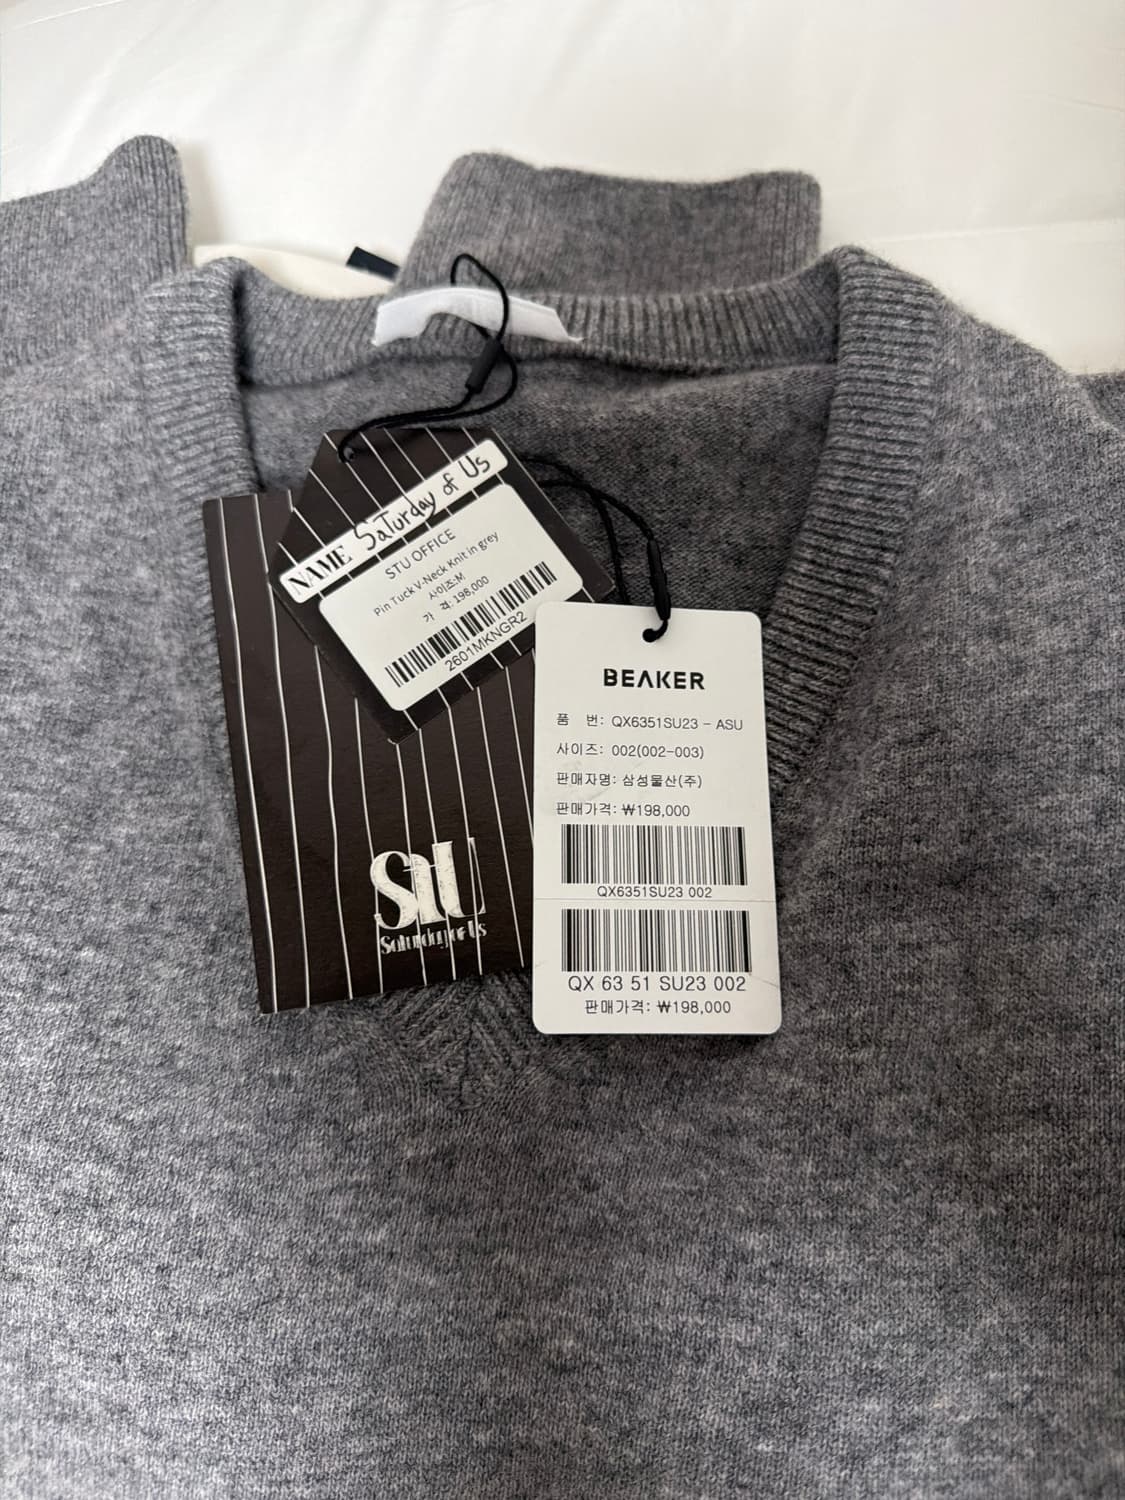 NAME Saturday of Us
STU OFFICE
Pin Tuck V-Neck Knit in grey
사이즈:M
가 격: 198,000
2601MKNGR2
StU
Saturday of Us
BEAKER
품 번: QX6351SU23 - ASU
사이즈: 002(002-003)
판매자명: 삼성물산(주)
판매가격: ₩198,000
QX6351SU23 002
QX 63 51 SU23 002
판매가격: ₩198,000